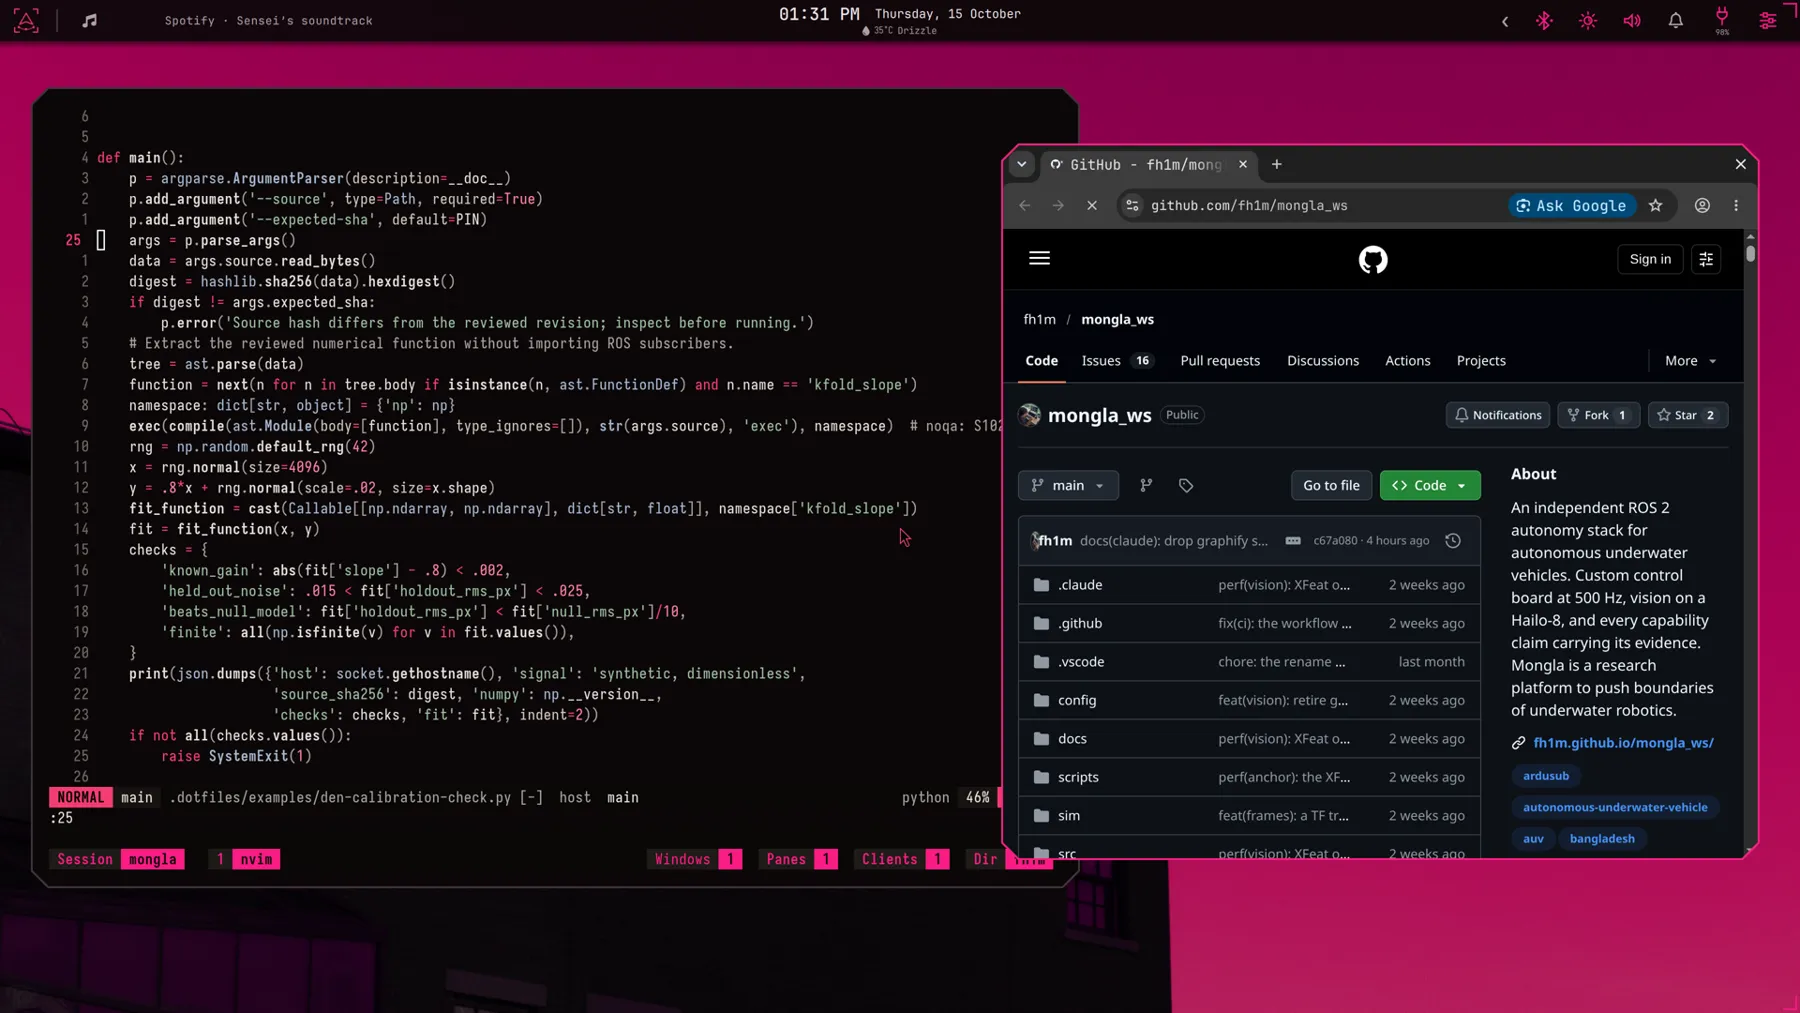 Spotify · Sensei's soundtrack
01:31 PM
Thursday, 15 October
35°C Drizzle
98%
6
5
4 def main():
3 p = argparse.ArgumentParser(description=__doc__)
2 p.add_argument('--source', type=Path, required=True)
1 p.add_argument('--expected-sha', default=PIN)
25 args = p.parse_args()
1 data = args.source.read_bytes()
2 digest = hashlib.sha256(data).hexdigest()
3 if digest != args.expected_sha:
4 p.error('Source hash differs from the reviewed revision; inspect before running.')
5 # Extract the reviewed numerical function without importing ROS subscribers.
6 tree = ast.parse(data)
7 function = next(n for n in tree.body if isinstance(n, ast.FunctionDef) and n.name == 'kfold_slope')
8 namespace: dict[str, object] = {'np': np}
9 exec(compile(ast.Module(body=[function], type_ignores=[]), str(args.source), 'exec'), namespace) # noqa: S102
10 rng = np.random.default_rng(42)
11 x = rng.normal(size=4096)
12 y = .8*x + rng.normal(scale=.02, size=x.shape)
13 fit_function = cast(Callable[[np.ndarray, np.ndarray], dict[str, float]], namespace['kfold_slope'])
14 fit = fit_function(x, y)
15 checks = {
16 'known_gain': abs(fit['slope'] - .8) < .002,
17 'held_out_noise': .015 < fit['holdout_rms_px'] < .025,
18 'beats_null_model': fit['holdout_rms_px'] < fit['null_rms_px']/10,
19 'finite': all(np.isfinite(v) for v in fit.values()),
20 }
21 print(json.dumps({'host': socket.gethostname(), 'signal': 'synthetic, dimensionless',
22 'source_sha256': digest, 'numpy': np.__version__,
23 'checks': checks, 'fit': fit}, indent=2))
24 if not all(checks.values()):
25 raise SystemExit(1)
26
NORMAL main .dotfiles/examples/den-calibration-check.py [-] host main python 46%
:25
Session mongla 1 nvim Windows 1 Panes 1 Clients 1 Dir
GitHub - fh1m/mong
github.com/fh1m/mongla_ws
Ask Google
Sign in
fh1m / mongla_ws
Code Issues 16 Pull requests Discussions Actions Projects More
mongla_ws Public
Notifications Fork 1 Star 2
main Go to file Code
fh1m docs(claude): drop graphify s... c67a080 · 4 hours ago
.claude perf(vision): XFeat o... 2 weeks ago
.github fix(ci): the workflow ... 2 weeks ago
.vscode chore: the rename ... last month
config feat(vision): retire g... 2 weeks ago
docs perf(vision): XFeat o... 2 weeks ago
scripts perf(anchor): the XF... 2 weeks ago
sim feat(frames): a TF tr... 2 weeks ago
src perf(vision): XFeat o... 2 weeks ago
About
An independent ROS 2
autonomy stack for
autonomous underwater
vehicles. Custom control
board at 500 Hz, vision on a
Hailo-8, and every capability
claim carrying its evidence.
Mongla is a research
platform to push boundaries
of underwater robotics.
fh1m.github.io/mongla_ws/
ardusub
autonomous-underwater-vehicle
auv bangladesh